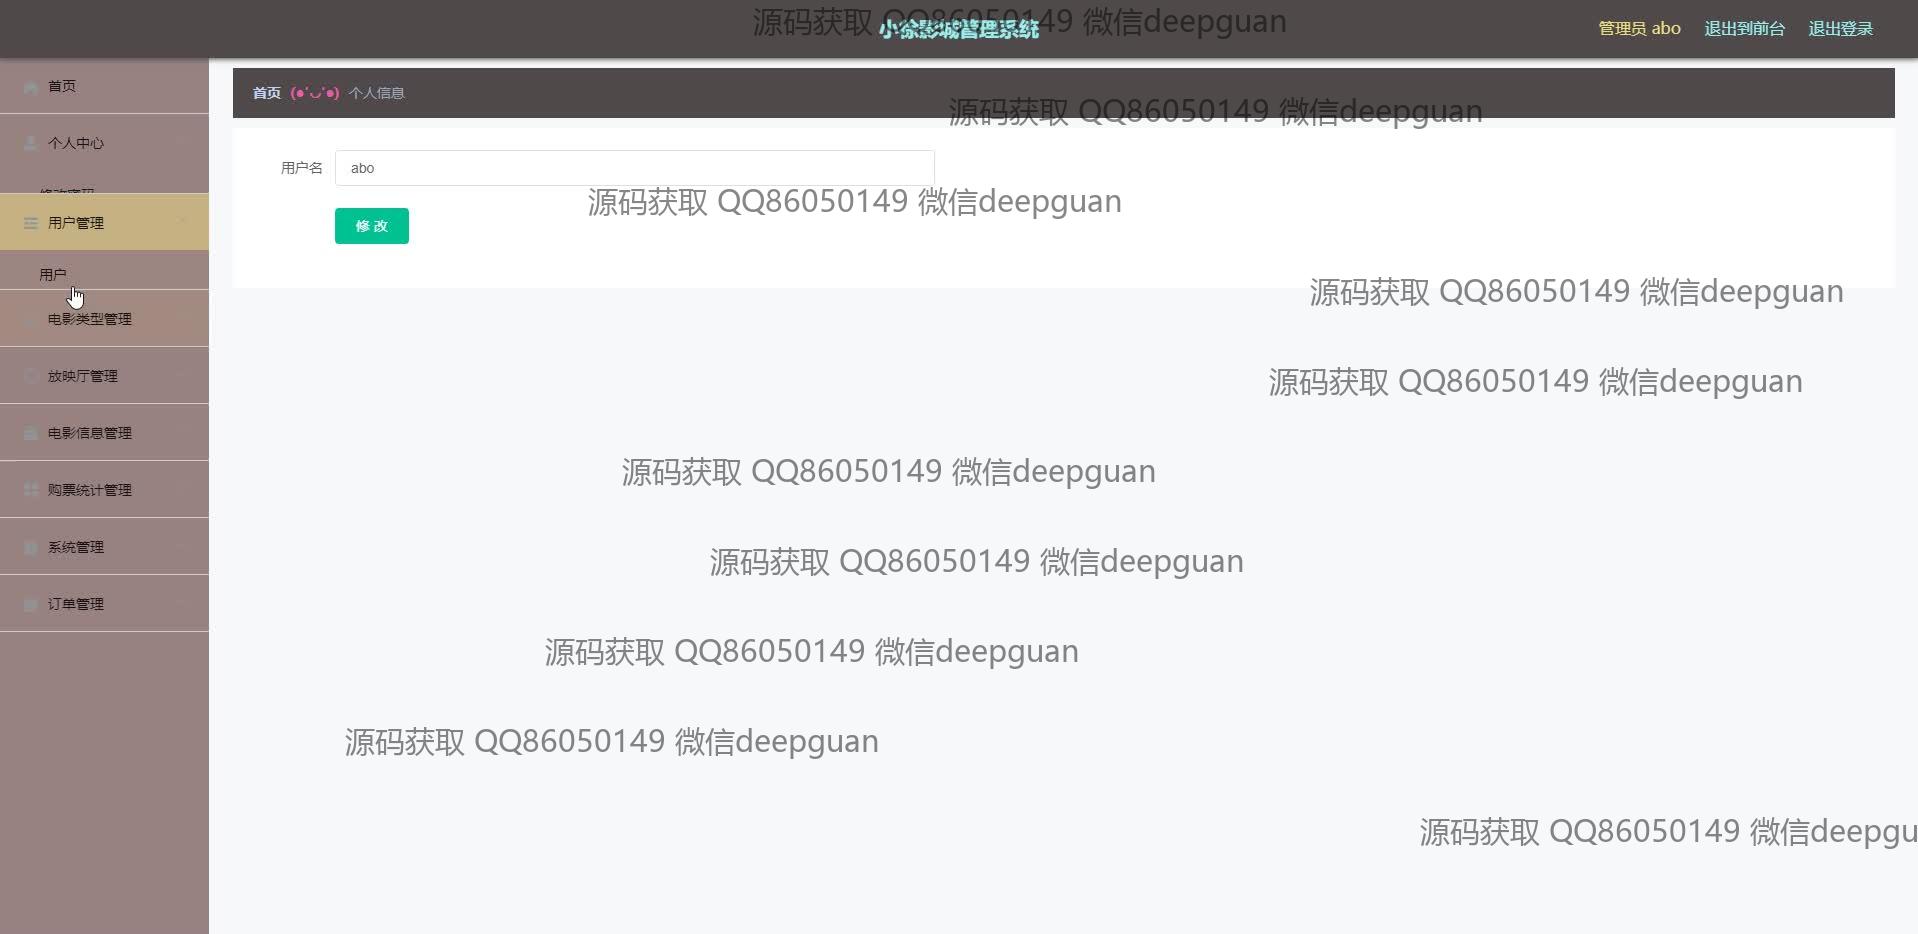 源码获取 QQ86050149 微信deepguan
小徐影城管理系统
管理员 abo 退出到前台 退出登录
首页
首页 (●'◡'●) 个人信息
源码获取 QQ86050149 微信deepguan
个人中心
用户名 abo
修改密码
源码获取 QQ86050149 微信deepguan
用户管理
修 改
用户
源码获取 QQ86050149 微信deepguan
电影类型管理
放映厅管理
源码获取 QQ86050149 微信deepguan
电影信息管理
源码获取 QQ86050149 微信deepguan
购票统计管理
系统管理
源码获取 QQ86050149 微信deepguan
订单管理
源码获取 QQ86050149 微信deepguan
源码获取 QQ86050149 微信deepguan
源码获取 QQ86050149 微信deepgu